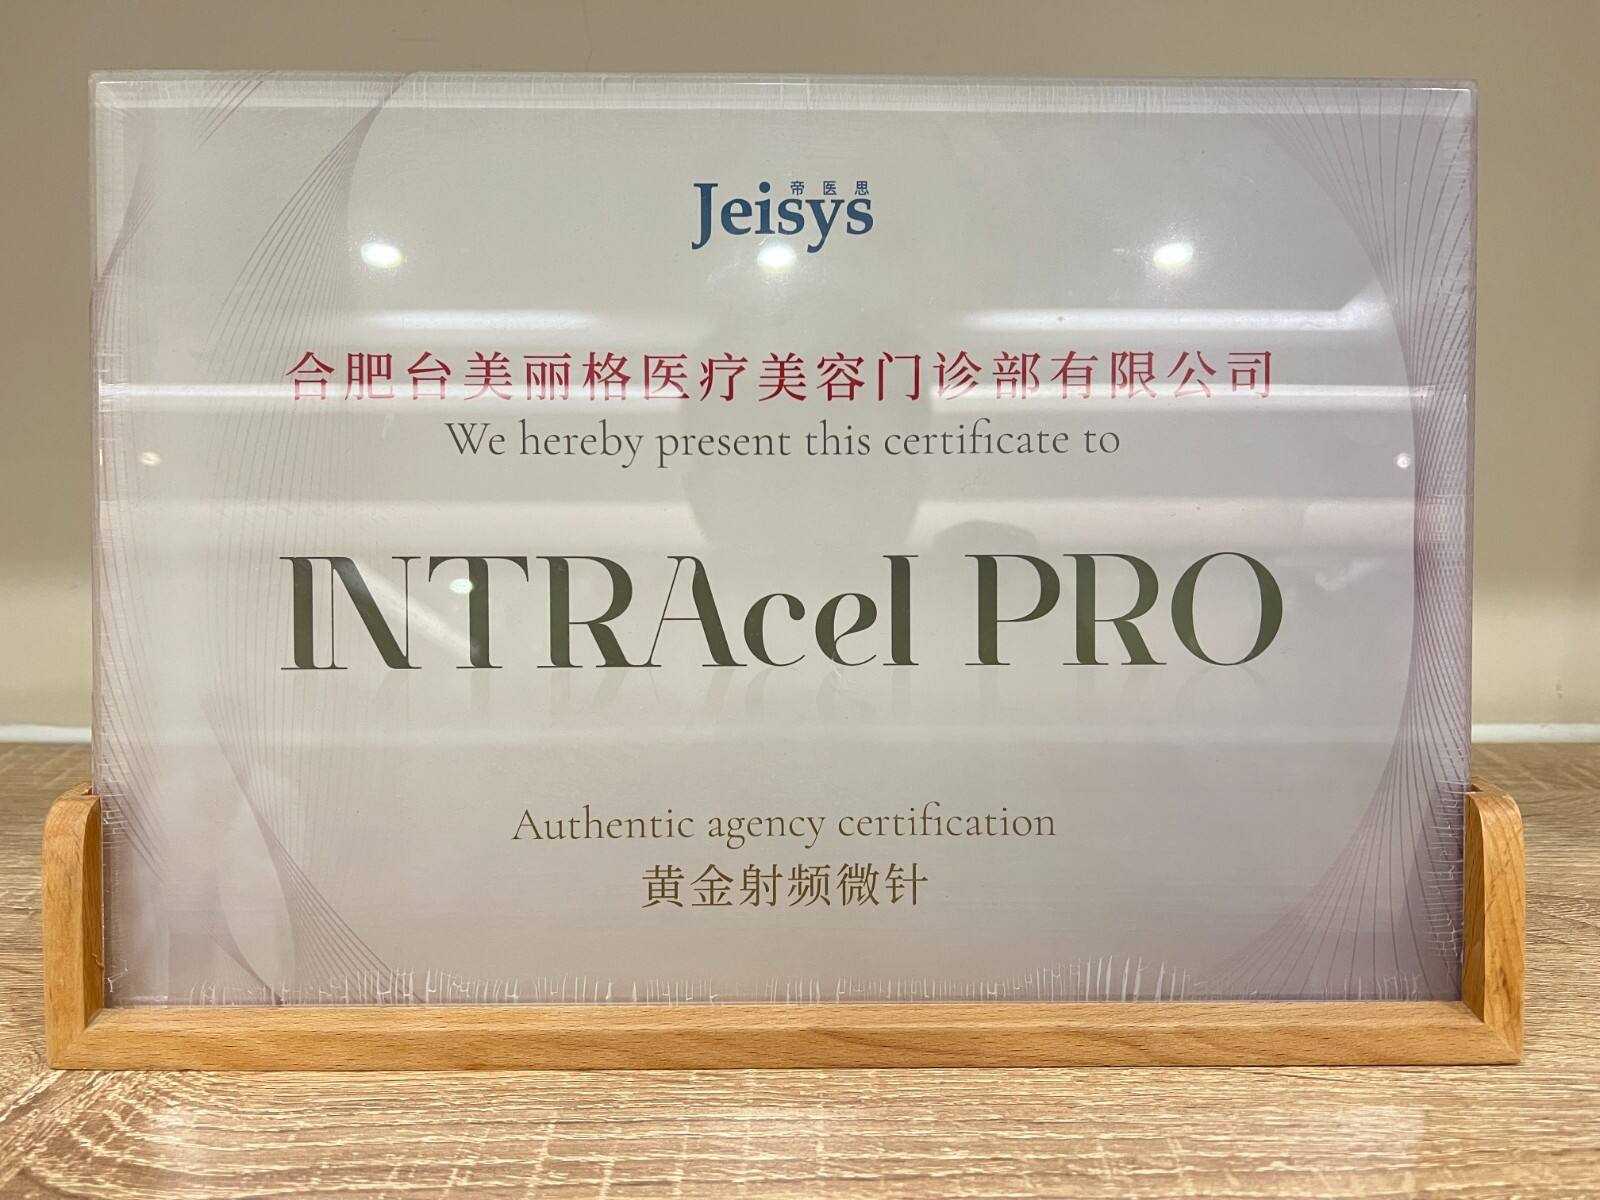 帝医思
Jeisys
合肥台美丽格医疗美容门诊部有限公司
We hereby present this certificate to
INTRAcel PRO
Authentic agency certification
黄金射频微针